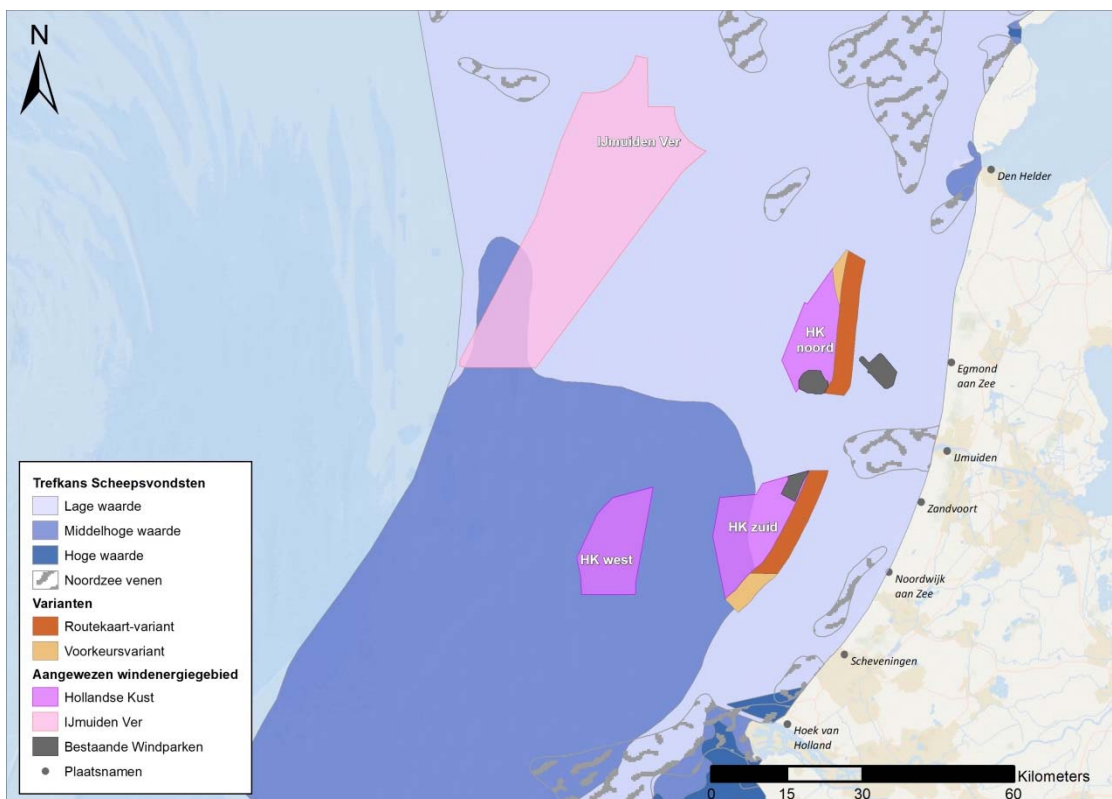 N
IJmuiden Ver
Den Helder
HK
noord
Egmond
aan Zee
IJmuiden
Zandvoort
HK zuid
HK west
Noordwijk
aan Zee
Scheveningen
Hoek van
Holland
Trefkans Scheepsvondsten
Lage waarde
Middelhoge waarde
Hoge waarde
Noordzee venen
Varianten
Routekaart-variant
Voorkeursvariant
Aangewezen windenergiegebied
Hollandse Kust
IJmuiden Ver
Bestaande Windparken
Plaatsnamen
Kilometers
0 15 30 60